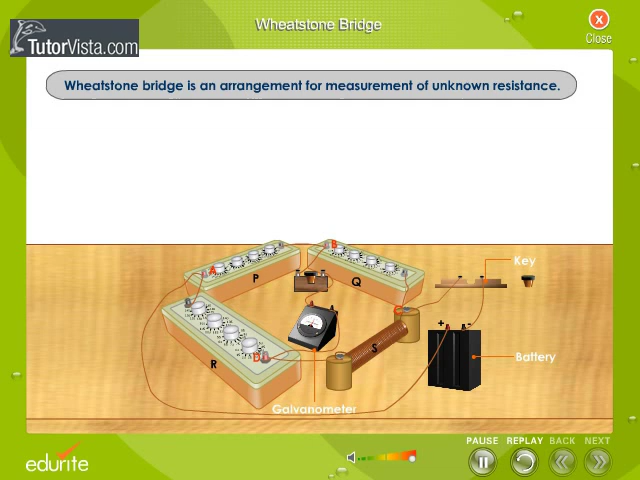 Wheatstone Bridge
X
Close
TutorVista.com
Wheatstone bridge is an arrangement for measurement of unknown resistance.
A
B
P
Q
Key
R
D
S
+
-
Battery
Galvanometer
PAUSE REPLAY BACK NEXT
edurite